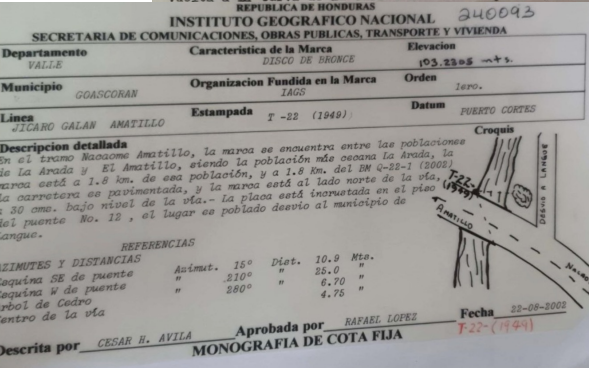 REPUBLICA DE HONDURAS
INSTITUTO GEOGRAFICO NACIONAL 240093
SECRETARIA DE COMUNICACIONES, OBRAS PUBLICAS, TRANSPORTE Y VIVIENDA
Departamento Característica de la Marca Elevacion
VALLE DISCO DE BRONCE 103.2305 mts.
Municipio Organizacion Fundida en la Marca Orden
GOASCORAN IAGS 1ero.
Linea Estampada Datum
JICARO GALAN AMATILLO T -22 (1949) PUERTO CORTES
Descripcion detallada Croquis
En el tramo Nacaome Amatillo, la marca se encuentra entre las poblaciones
de La Arada y El Amatillo, siendo la población más cecana La Arada, la
marca está a 1.8 km. de esa población, y a 1.8 Km. del BM Q-22-1 (2002)
la carretera es pavimentada, y la marca está al lado norte de la vía,
a 30 cms. bajo nivel de la vía.- La placa está incrustada en el piso
del puente No. 12 , el lugar es poblado desvio al municipio de
Langue.
T-22-
(1949)
DESVIO A LANGUE
AMATILLO
REFERENCIAS
AZIMUTES Y DISTANCIAS
Esquina SE de puente Azimut. 15° Dist. 10.9 Mts.
Esquina W de puente " 210° " 25.0 "
Arbol de Cedro " 280° " 6.70 "
Centro de la vía 4.75 "
Descrita por CESAR H. AVILA Aprobada por RAFAEL LOPEZ Fecha 22-08-2002
MONOGRAFIA DE COTA FIJA T-22-(1949)